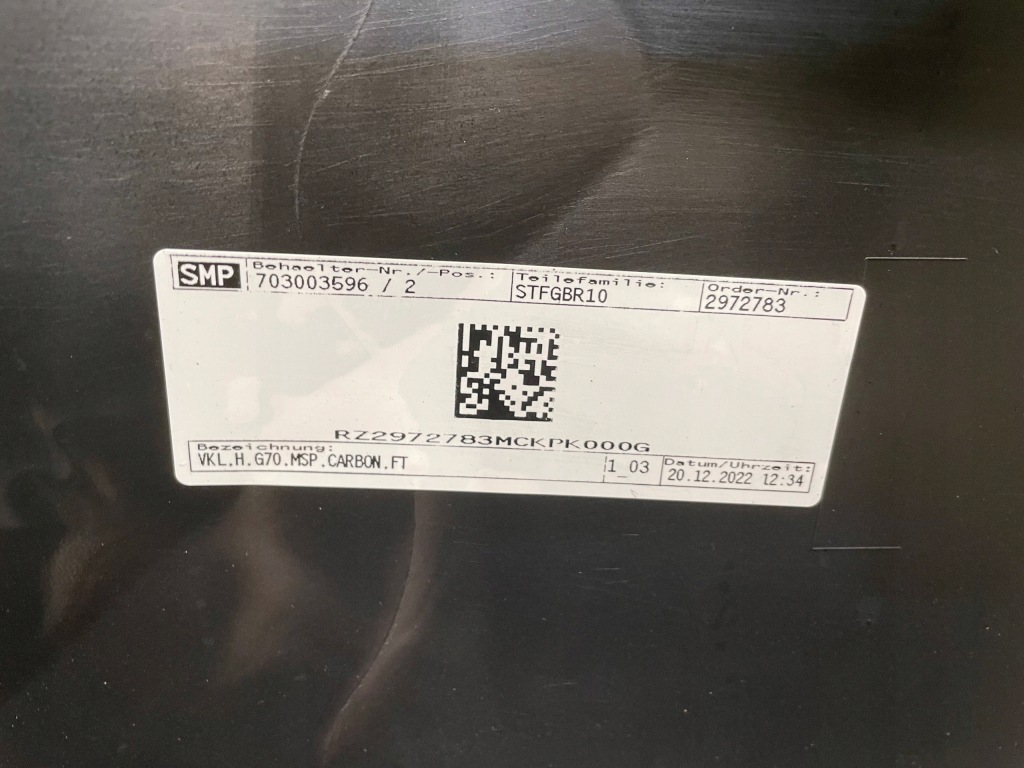 SMP
Behaelter-Nr./-Pos.:
703003596 / 2
Teilefamilie:
STFGBR10
Order-Nr.:
2972783
RZ2972783MCKPK000G
Bezeichnung:
VKL.H.G70.MSP.CARBON.FT
1_03
Datum/Uhrzeit:
20.12.2022 12:34